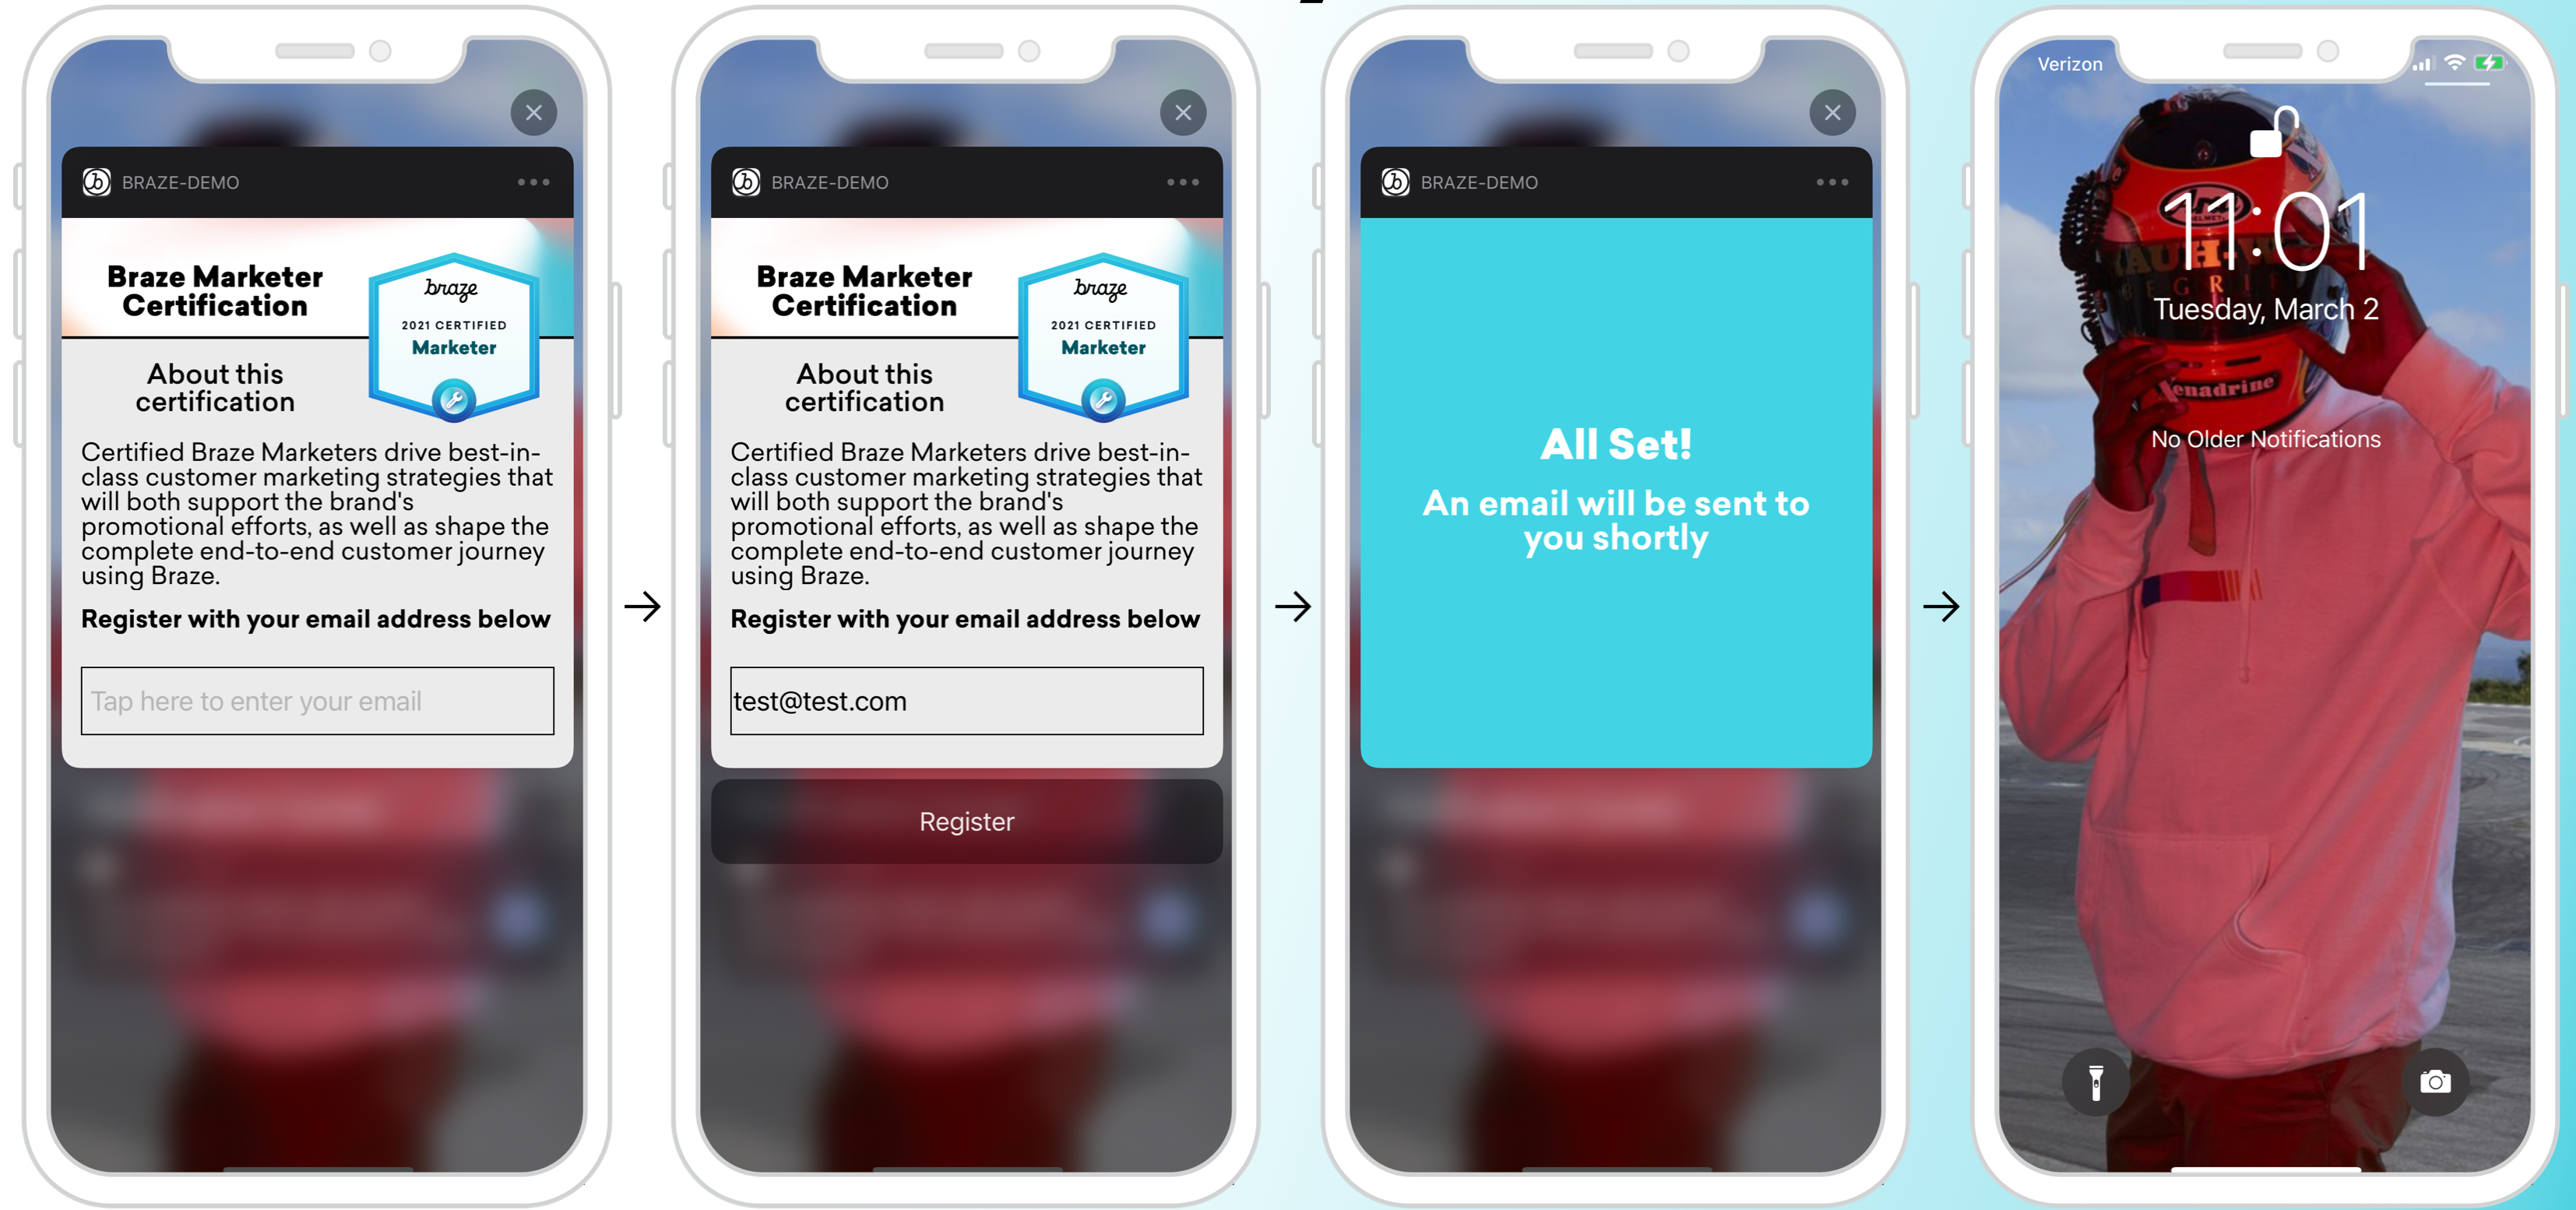 BRAZE-DEMO
Braze Marketer
Certification
braze
2021 CERTIFIED
Marketer
About this
certification
Certified Braze Marketers drive best-in-
class customer marketing strategies that
will both support the brand's
promotional efforts, as well as shape the
complete end-to-end customer journey
using Braze.
Register with your email address below
Tap here to enter your email
BRAZE-DEMO
Braze Marketer
Certification
braze
2021 CERTIFIED
Marketer
About this
certification
Certified Braze Marketers drive best-in-
class customer marketing strategies that
will both support the brand's
promotional efforts, as well as shape the
complete end-to-end customer journey
using Braze.
Register with your email address below
test@test.com
Register
BRAZE-DEMO
All Set!
An email will be sent to
you shortly
Verizon
11:01
Tuesday, March 2
Xenadrine
No Older Notifications